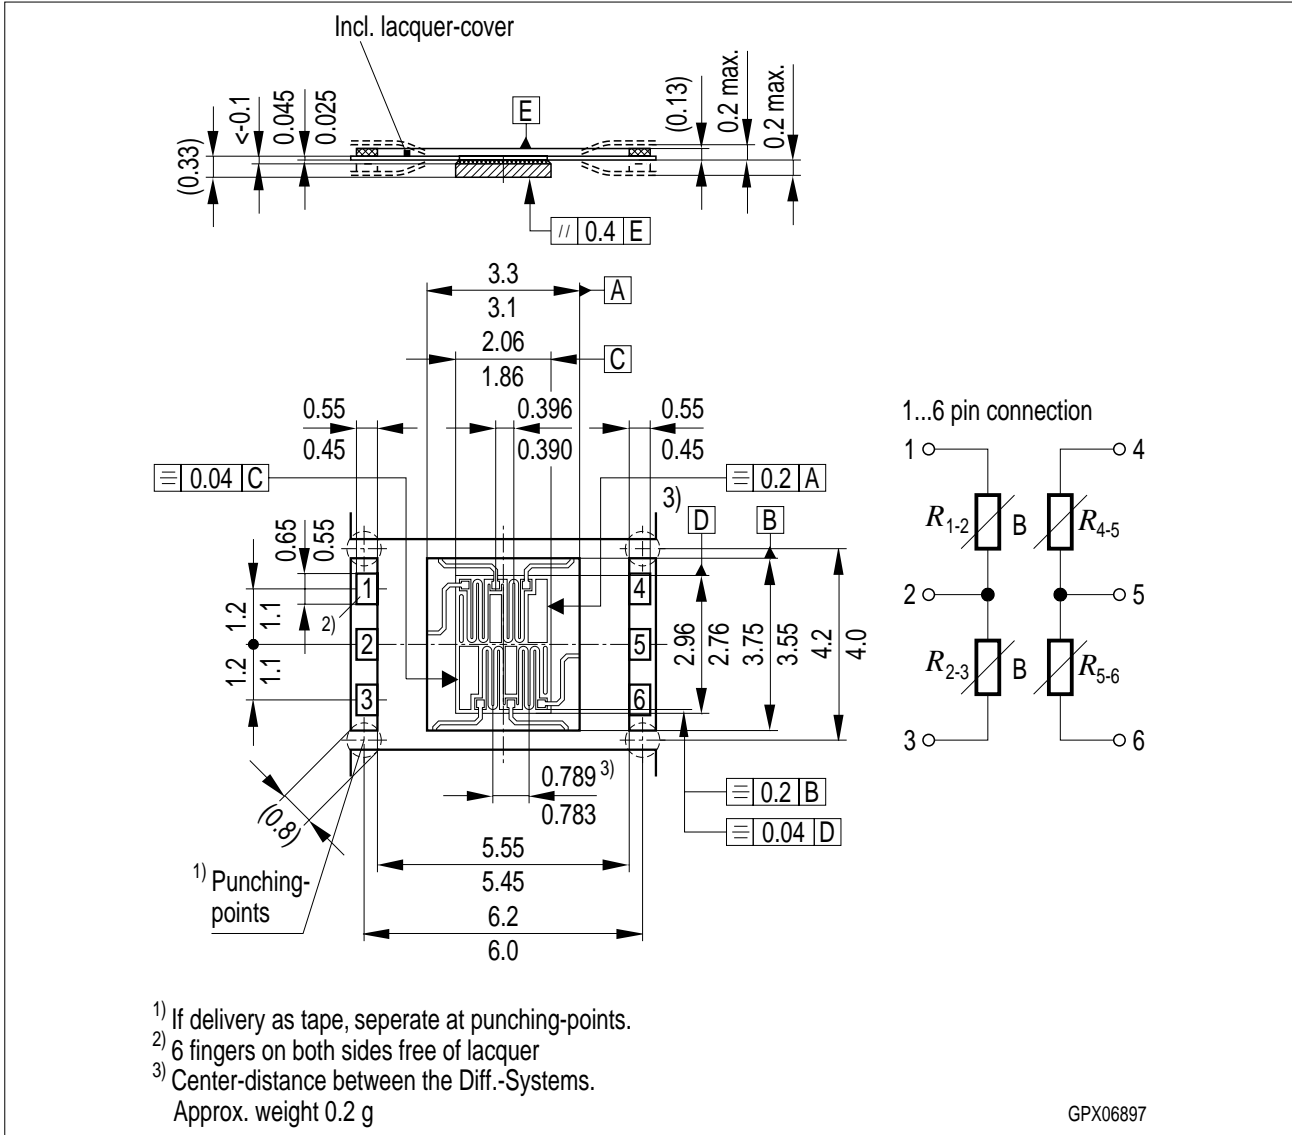 Incl. lacquer-cover
(0.33)
<-0.1
0.045
0.025
(0.13)
0.2 max.
0.2 max.
E
// 0.4 E
3.3
3.1
A
2.06
1.86
C
0.55
0.45
0.396
0.390
0.55
0.45
⌯ 0.04 C
⌯ 0.2 A
3)
D
B
0.65
0.55
1.2
1.1
1.2
1.1
2)
1
2
3
4
5
6
2.96
2.76
3.75
3.55
4.2
4.0
0.789 3)
0.783
⌯ 0.2 B
⌯ 0.04 D
(0.8)
5.55
5.45
1) Punching-
points
6.2
6.0
1...6 pin connection
1
4
R1-2
B
R4-5
2
5
R2-3
B
R5-6
3
6
1) If delivery as tape, seperate at punching-points.
2) 6 fingers on both sides free of lacquer
3) Center-distance between the Diff.-Systems.
Approx. weight 0.2 g
GPX06897